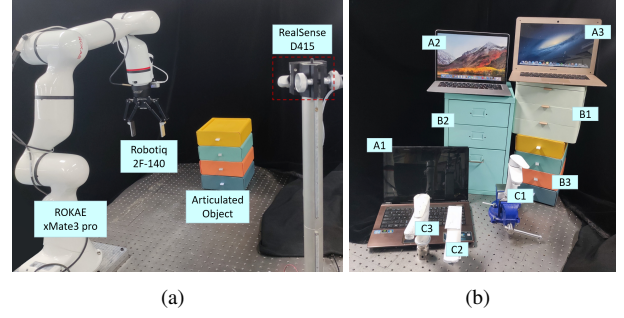 RealSense
D415
Robotiq
2F-140
ROKAE
xMate3 pro
Articulated
Object
(a)
A2
A3
B1
B2
A1
B3
C1
C3
C2
(b)